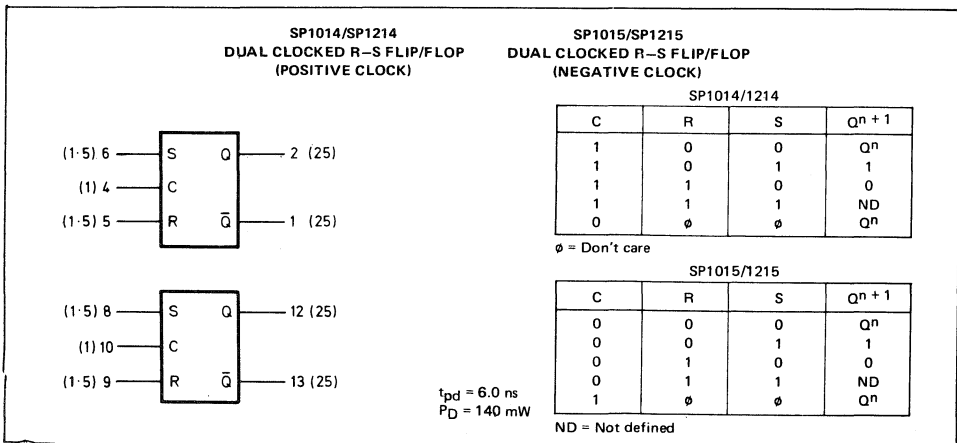 SP1014/SP1214
DUAL CLOCKED R–S FLIP/FLOP
(POSITIVE CLOCK)
SP1015/SP1215
DUAL CLOCKED R–S FLIP/FLOP
(NEGATIVE CLOCK)
(1·5) 6 S Q 2 (25)
(1) 4 C
(1·5) 5 R Q̅ 1 (25)
(1·5) 8 S Q 12 (25)
(1) 10 C
(1·5) 9 R Q̅ 13 (25)
tpd = 6.0 ns
PD = 140 mW
SP1014/1214
C R S Qn + 1
1 0 0 Qn
1 0 1 1
1 1 0 0
1 1 1 ND
0 ø ø Qn
ø = Don't care
SP1015/1215
C R S Qn + 1
0 0 0 Qn
0 0 1 1
0 1 0 0
0 1 1 ND
1 ø ø Qn
ND = Not defined